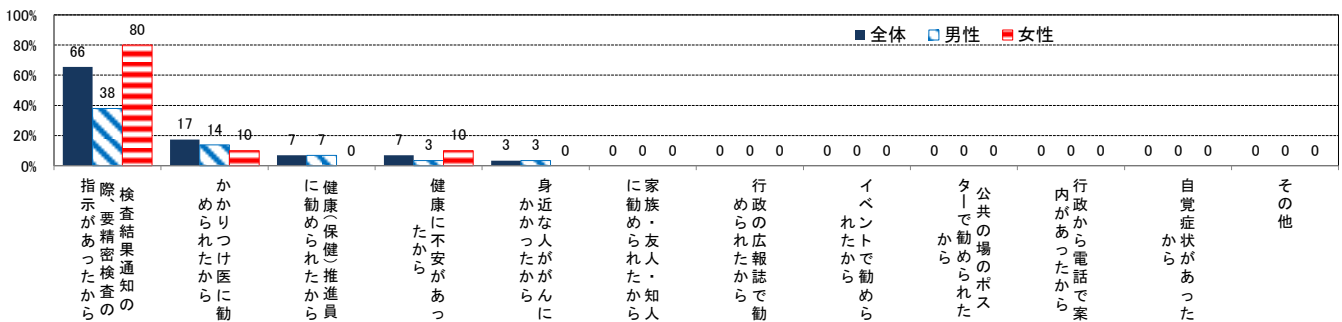 100%
80%
60%
40%
20%
0%
全体 男性 女性
66 38 80
17 14 10
7 7 0
7 3 10
3 3 0
0 0 0
0 0 0
0 0 0
0 0 0
0 0 0
0 0 0
0 0 0
検査結果通知の
際、要精密検査の
指示があったから
かかりつけ医に勧
められたから
健康(保健)推進員
に勧められたから
健康に不安があっ
たから
身近な人ががんに
かかったから
家族・友人・知人
に勧められたから
行政の広報誌で勧
められたから
イベントで勧めら
れたから
公共の場のポス
ターで勧められた
から
行政から電話で案
内があったから
自覚症状があった
から
その他